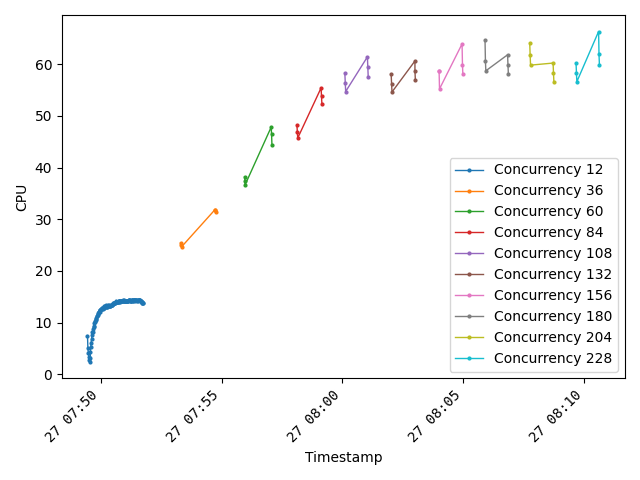 60
50
40
30
20
10
0
CPU
Concurrency 12
Concurrency 36
Concurrency 60
Concurrency 84
Concurrency 108
Concurrency 132
Concurrency 156
Concurrency 180
Concurrency 204
Concurrency 228
27 07:50
27 07:55
27 08:00
27 08:05
27 08:10
Timestamp